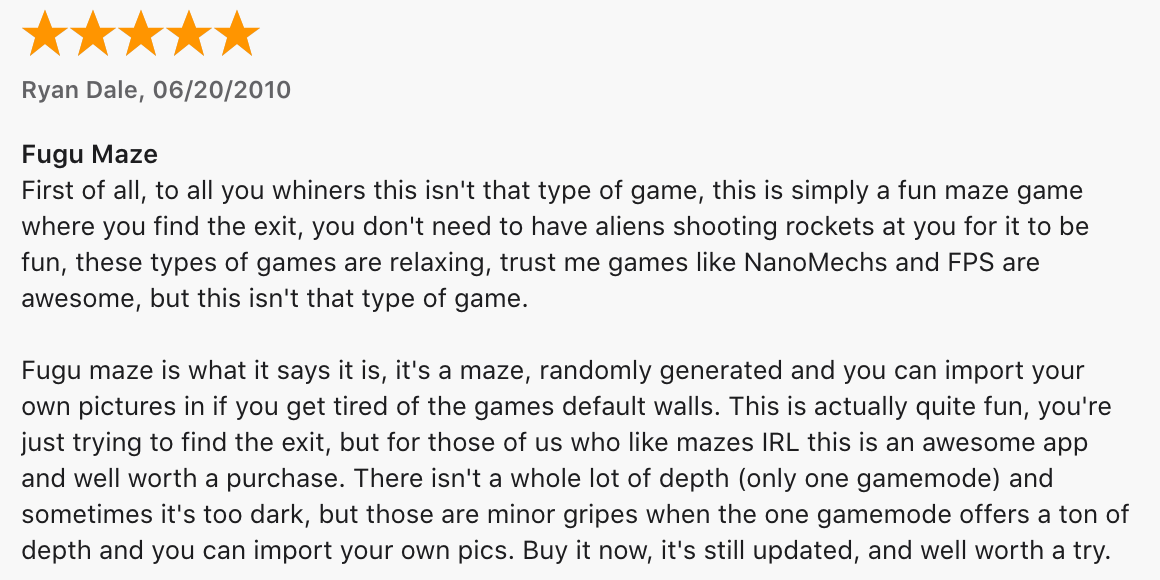 Ryan Dale, 06/20/2010
Fugu Maze
First of all, to all you whiners this isn't that type of game, this is simply a fun maze game
where you find the exit, you don't need to have aliens shooting rockets at you for it to be
fun, these types of games are relaxing, trust me games like NanoMechs and FPS are
awesome, but this isn't that type of game.
Fugu maze is what it says it is, it's a maze, randomly generated and you can import your
own pictures in if you get tired of the games default walls. This is actually quite fun, you're
just trying to find the exit, but for those of us who like mazes IRL this is an awesome app
and well worth a purchase. There isn't a whole lot of depth (only one gamemode) and
sometimes it's too dark, but those are minor gripes when the one gamemode offers a ton of
depth and you can import your own pics. Buy it now, it's still updated, and well worth a try.